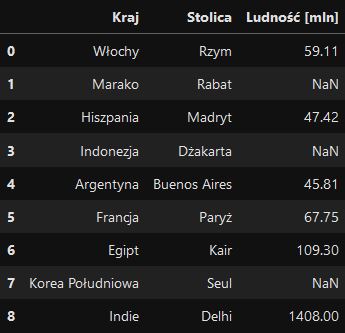 Kraj Stolica Ludność [mln]
0 Włochy Rzym 59.11
1 Marako Rabat NaN
2 Hiszpania Madryt 47.42
3 Indonezja Dżakarta NaN
4 Argentyna Buenos Aires 45.81
5 Francja Paryż 67.75
6 Egipt Kair 109.30
7 Korea Południowa Seul NaN
8 Indie Delhi 1408.00